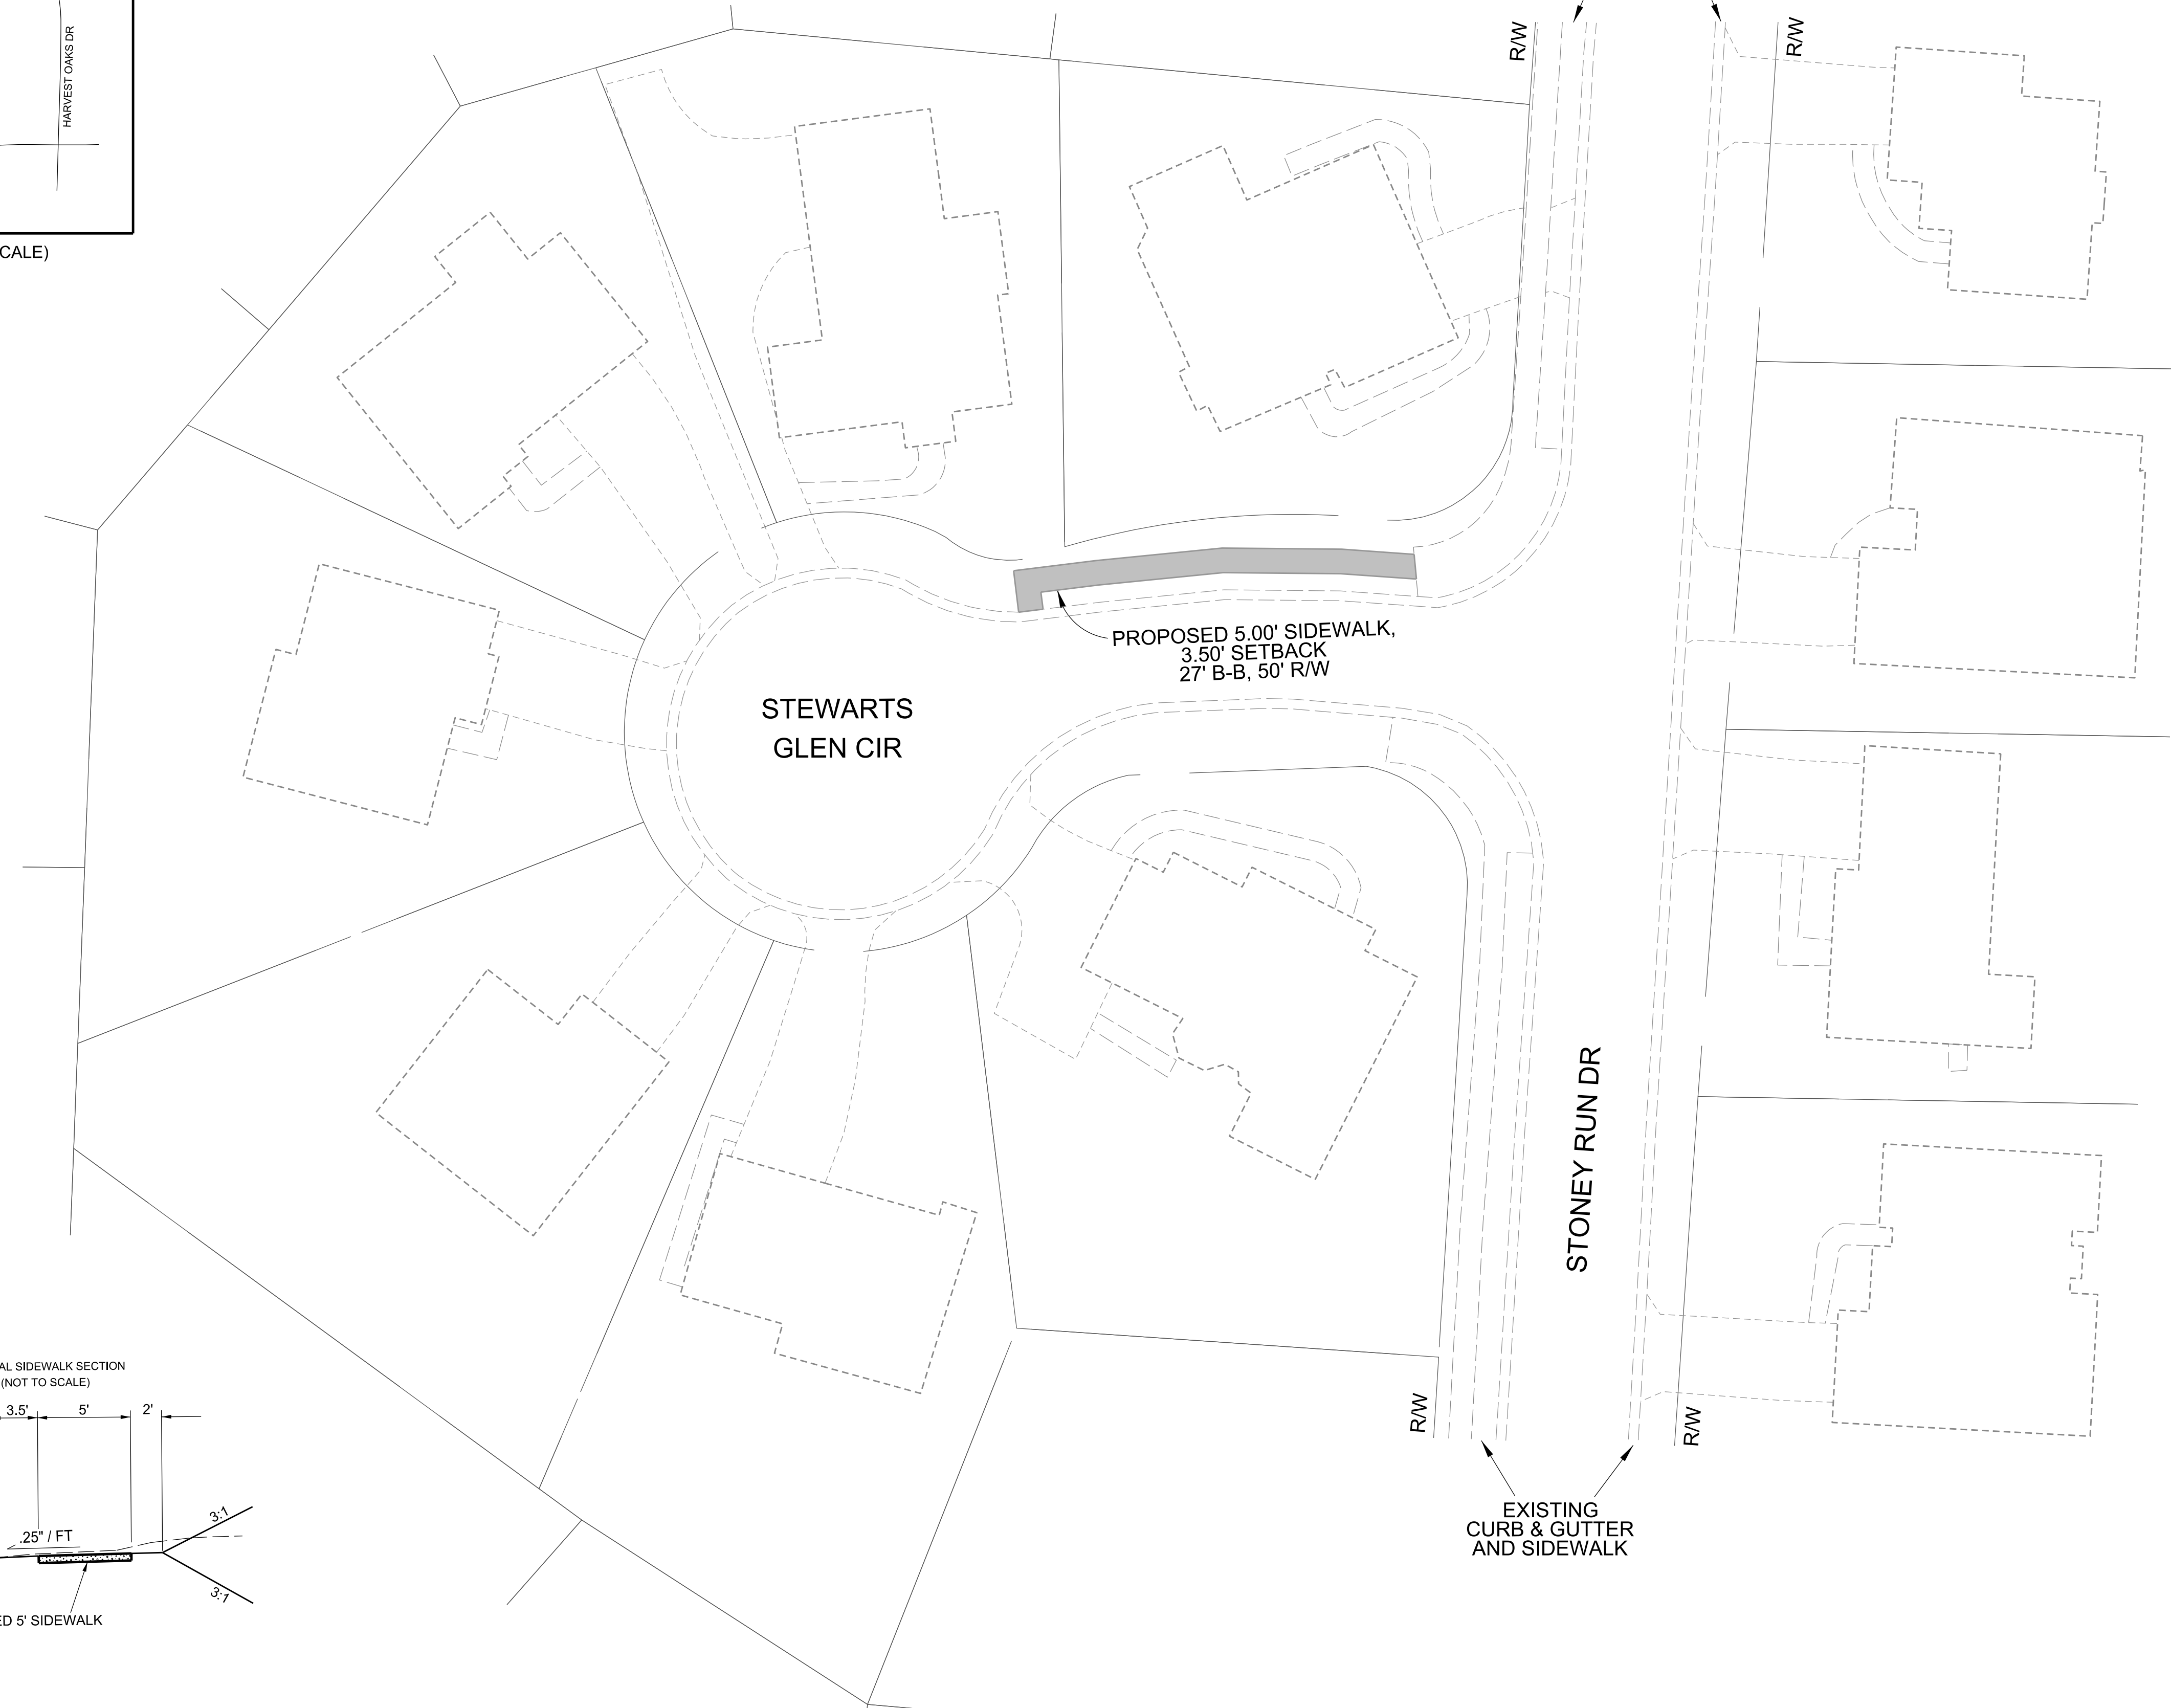 HARVEST OAKS DR
CALE)
R/W
R/W
PROPOSED 5.00' SIDEWALK,
3.50' SETBACK
27' B-B, 50' R/W
STEWARTS
GLEN CIR
STONEY RUN DR
R/W
R/W
EXISTING
CURB & GUTTER
AND SIDEWALK
AL SIDEWALK SECTION
(NOT TO SCALE)
3.5' 5' 2'
.25" / FT
3:1
3:1
ED 5' SIDEWALK